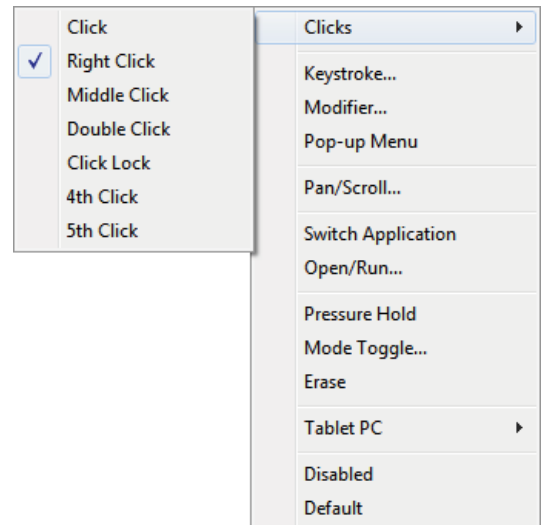 Click
Right Click
Middle Click
Double Click
Click Lock
4th Click
5th Click
Clicks
Keystroke...
Modifier...
Pop-up Menu
Pan/Scroll...
Switch Application
Open/Run...
Pressure Hold
Mode Toggle...
Erase
Tablet PC
Disabled
Default